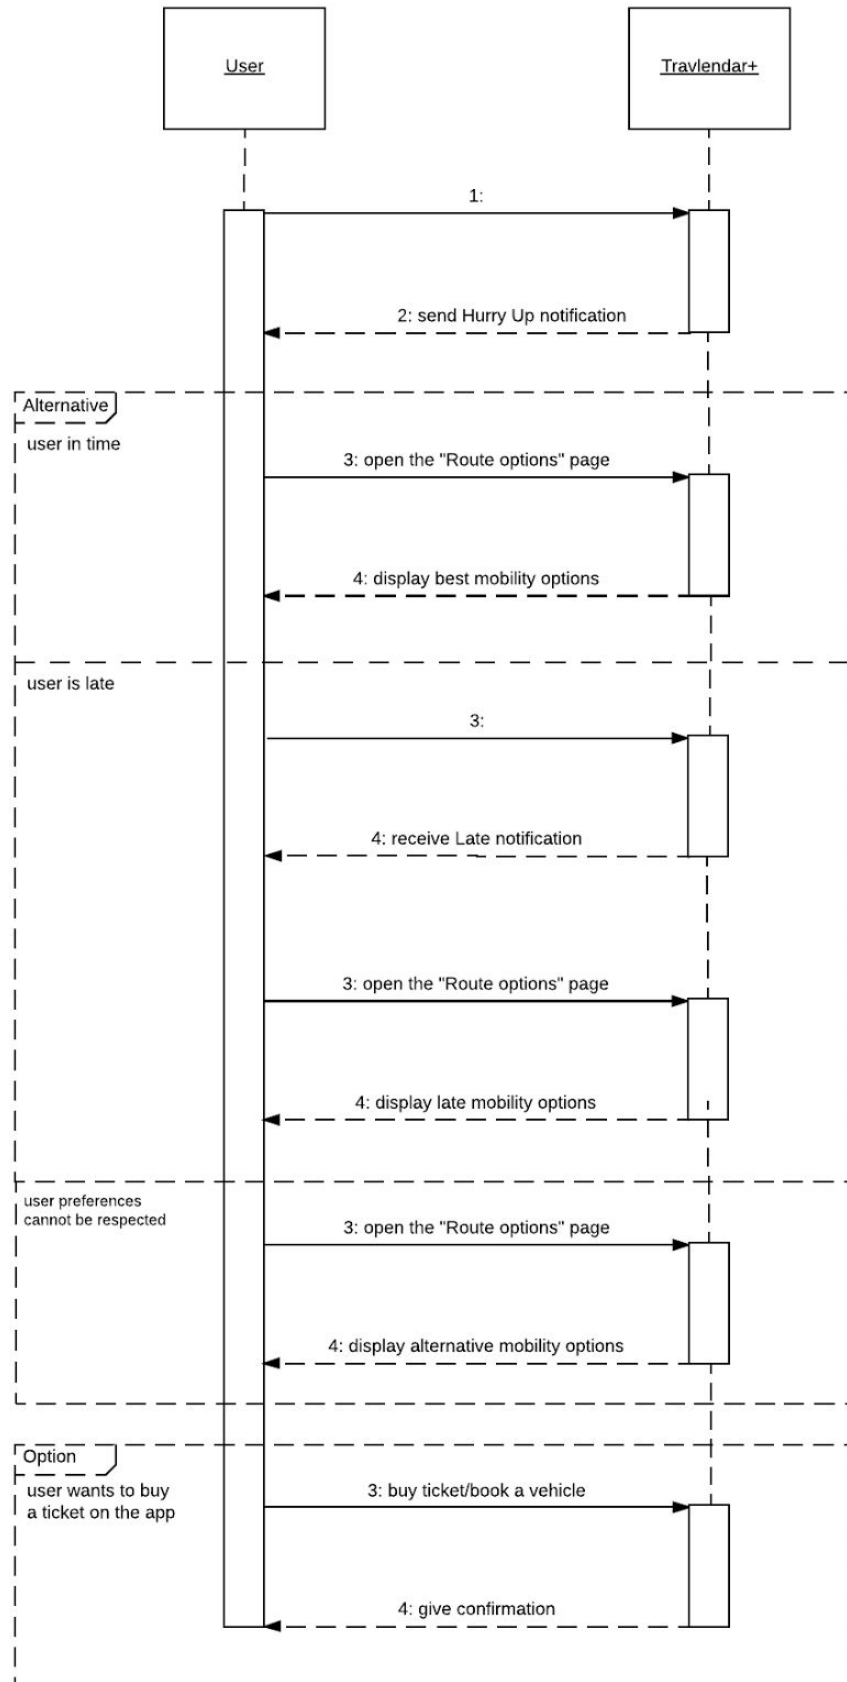 User
Travlendar+
1:
2: send Hurry Up notification
Alternative
user in time
3: open the "Route options" page
4: display best mobility options
user is late
3:
4: receive Late notification
3: open the "Route options" page
4: display late mobility options
user preferences
cannot be respected
3: open the "Route options" page
4: display alternative mobility options
Option
user wants to buy
a ticket on the app
3: buy ticket/book a vehicle
4: give confirmation